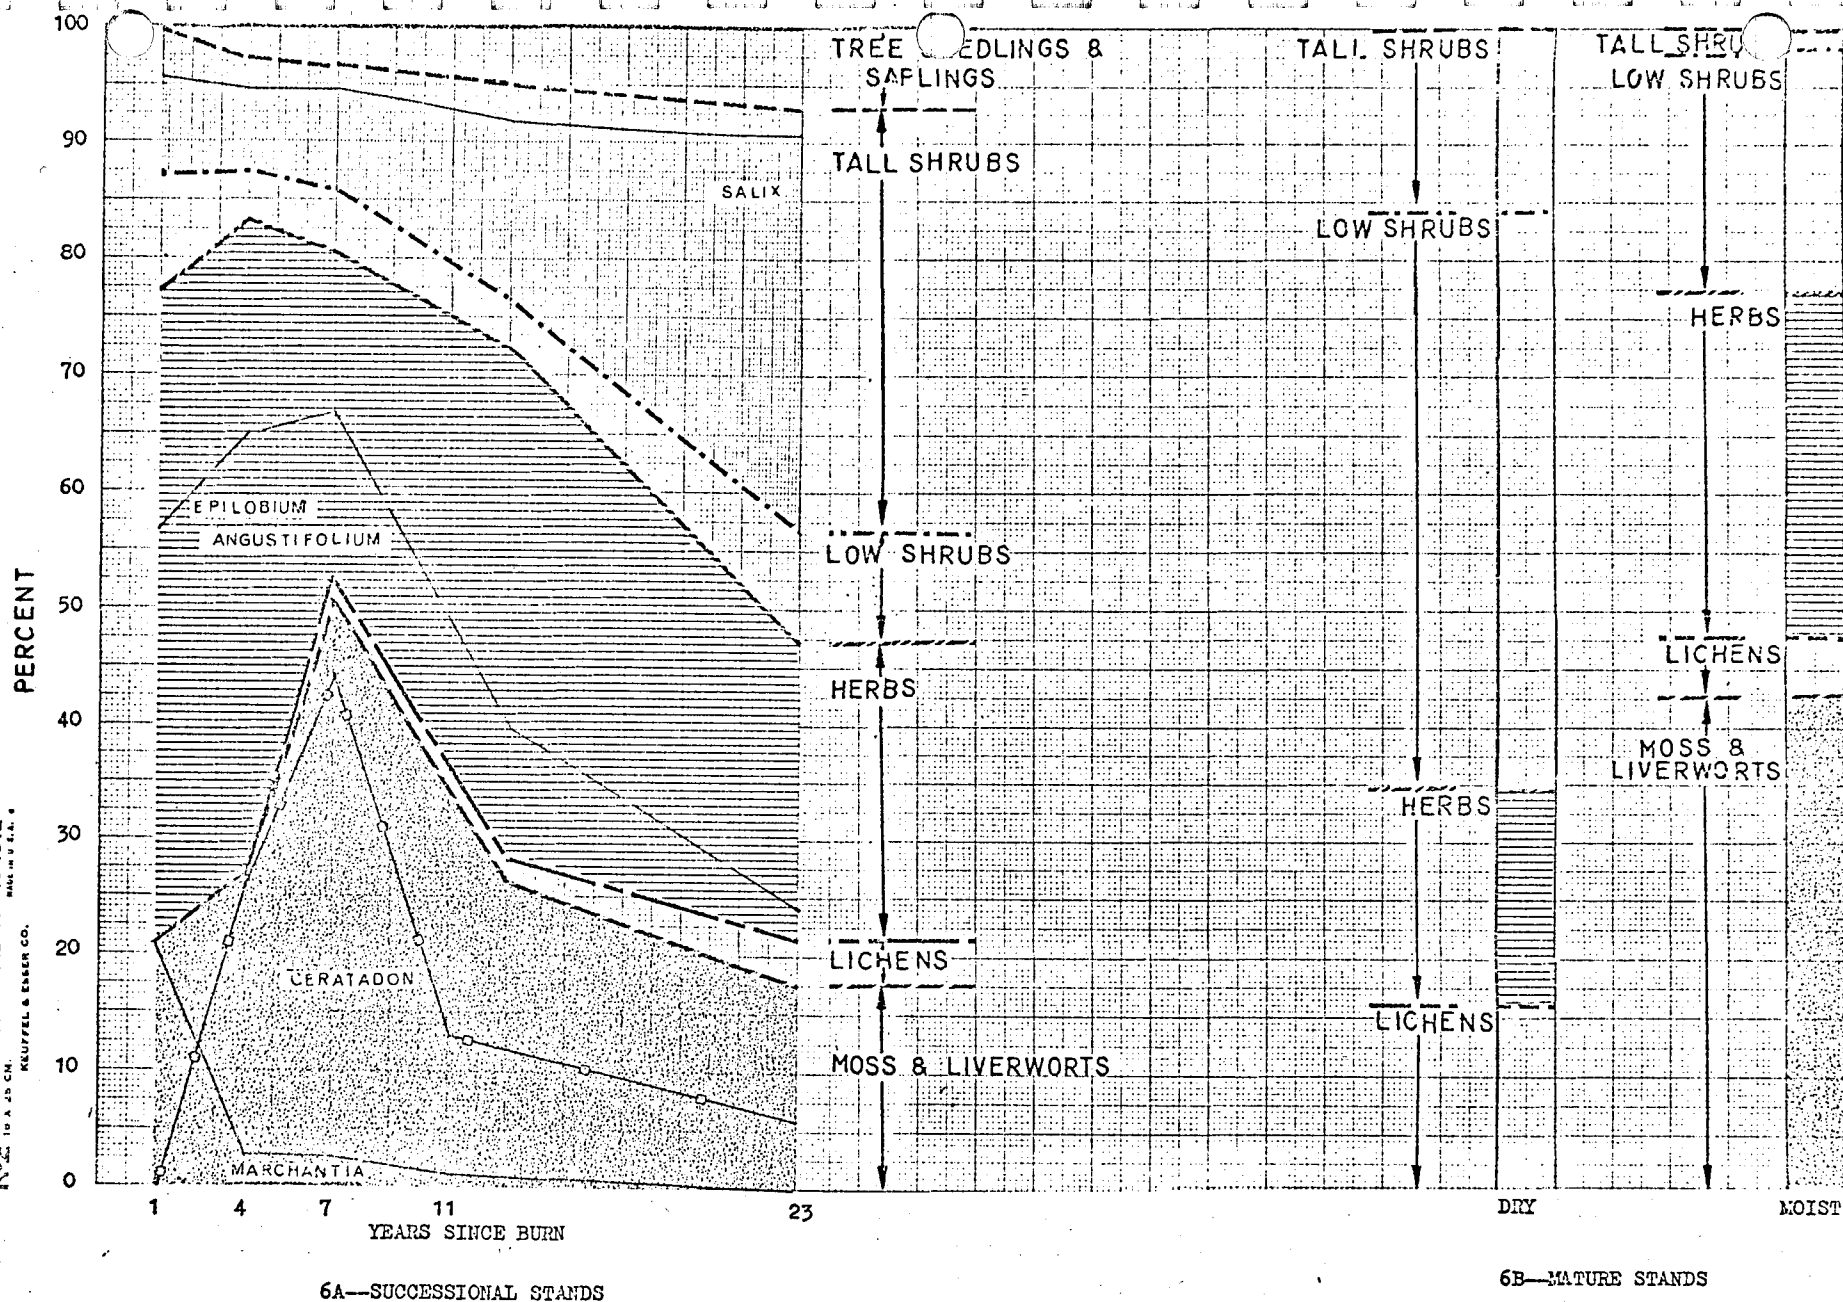 100
90
80
70
60
50
40
30
20
10
0
PERCENT
MADE IN U.S.A.
KEUFFEL & ESSER CO.
SALIX
EPILOBIUM
ANGUSTIFOLIUM
CERATADON
MARCHANTIA
1 4 7 11 23
YEARS SINCE BURN
6A—SUCCESSIONAL STANDS
TREE EDLINGS &
SAPLINGS
TALL SHRUBS
LOW SHRUBS
HERBS
LICHENS
MOSS & LIVERWORTS
TALL SHRUBS
LOW SHRUBS
HERBS
LICHENS
DRY
TALL SHRU
LOW SHRUBS
HERBS
LICHENS
MOSS &
LIVERWORTS
MOIST
6B—MATURE STANDS